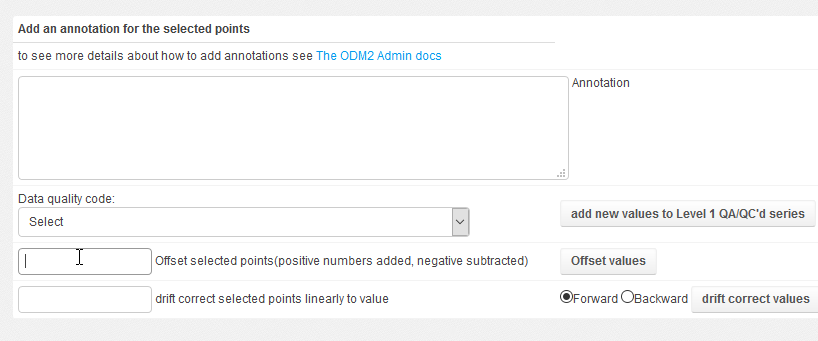 Add an annotation for the selected points
to see more details about how to add annotations see The ODM2 Admin docs
Annotation
Data quality code:
Select
add new values to Level 1 QA/QC'd series
Offset selected points(positive numbers added, negative subtracted)
Offset values
drift correct selected points linearly to value
Forward Backward
drift correct values